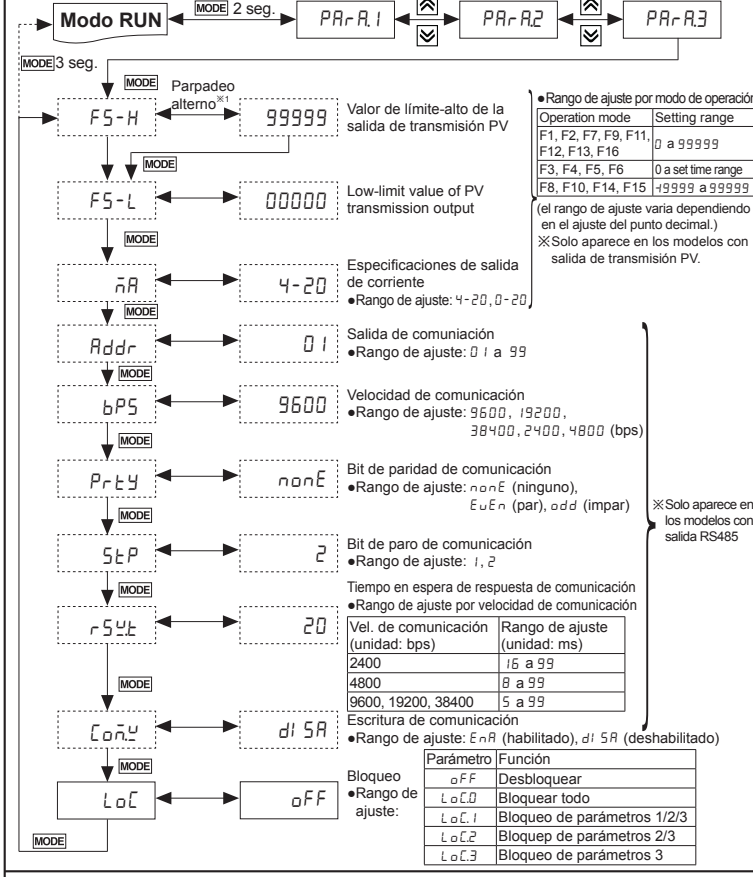 Modo RUN
MODE 2 seg.
PArA.1
PArA.2
PArA.3
MODE 3 seg.
MODE
FS-H
Parpadeo
alterno※1
99999
Valor de límite-alto de la
salida de transmisión PV
MODE
FS-L
00000
Low-limit value of PV
transmission output
●Rango de ajuste por modo de operación
Operation mode Setting range
F1, F2, F7, F9, F11,
F12, F13, F16 0 a 99999
F3, F4, F5, F6 0 a set time range
F8, F10, F14, F15 -19999 a 99999
(el rango de ajuste varia dependiendo
en el ajuste del punto decimal.)
※Solo aparece en los modelos con
salida de transmisión PV.
MODE
mA
4-20
Especificaciones de salida
de corriente
●Rango de ajuste: 4-20, 0-20
MODE
Addr
01
Salida de comuniación
●Rango de ajuste: 01 a 99
MODE
bPS
9600
Velocidad de comunicación
●Rango de ajuste: 9600, 19200,
38400, 2400, 4800 (bps)
MODE
Prty
nonE
Bit de paridad de comunicación
●Rango de ajuste: nonE (ninguno),
EuEn (par), odd (impar)
※Solo aparece en
los modelos con
salida RS485
MODE
StP
2
Bit de paro de comunicación
●Rango de ajuste: 1, 2
MODE
rSY.t
20
Tiempo en espera de respuesta de comunicación
●Rango de ajuste por velocidad de comunicación
Vel. de comunicación Rango de ajuste
(unidad: bps) (unidad: ms)
2400 16 a 99
4800 8 a 99
9600, 19200, 38400 5 a 99
MODE
Com.Y
dI SA
Escritura de comunicación
●Rango de ajuste: EnA (habilitado), dI SA (deshabilitado)
MODE
LoC
oFF
Bloqueo
●Rango de
ajuste:
Parámetro Función
oFF Desbloquear
LoC.0 Bloquear todo
LoC.1 Bloqueo de parámetros 1/2/3
LoC.2 Bloquep de parámetros 2/3
LoC.3 Bloqueo de parámetros 3
MODE